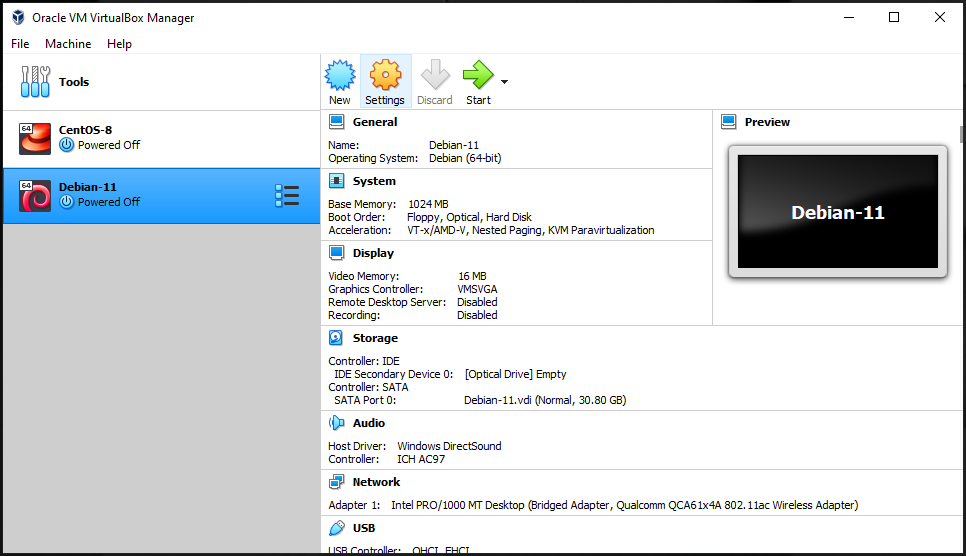 Oracle VM VirtualBox Manager
File Machine Help
Tools
64
CentOS-8
Powered Off
64
Debian-11
Powered Off
New Settings Discard Start
General
Name: Debian-11
Operating System: Debian (64-bit)
System
Base Memory: 1024 MB
Boot Order: Floppy, Optical, Hard Disk
Acceleration: VT-x/AMD-V, Nested Paging, KVM Paravirtualization
Display
Video Memory: 16 MB
Graphics Controller: VMSVGA
Remote Desktop Server: Disabled
Recording: Disabled
Preview
Debian-11
Storage
Controller: IDE
IDE Secondary Device 0: [Optical Drive] Empty
Controller: SATA
SATA Port 0: Debian-11.vdi (Normal, 30.80 GB)
Audio
Host Driver: Windows DirectSound
Controller: ICH AC97
Network
Adapter 1: Intel PRO/1000 MT Desktop (Bridged Adapter, Qualcomm QCA61x4A 802.11ac Wireless Adapter)
USB
USB Controller: OHCI, EHCI